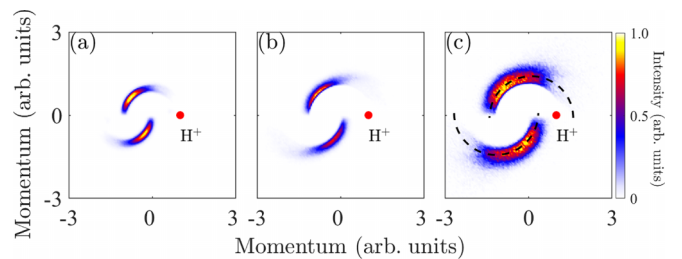 Momentum (arb. units)
3
0
-3
(a)
H+
(b)
H+
(c)
H+
1.0
0.5
0
Intensity (arb. units)
-3
0
3
-3
0
3
-3
0
3
Momentum (arb. units)